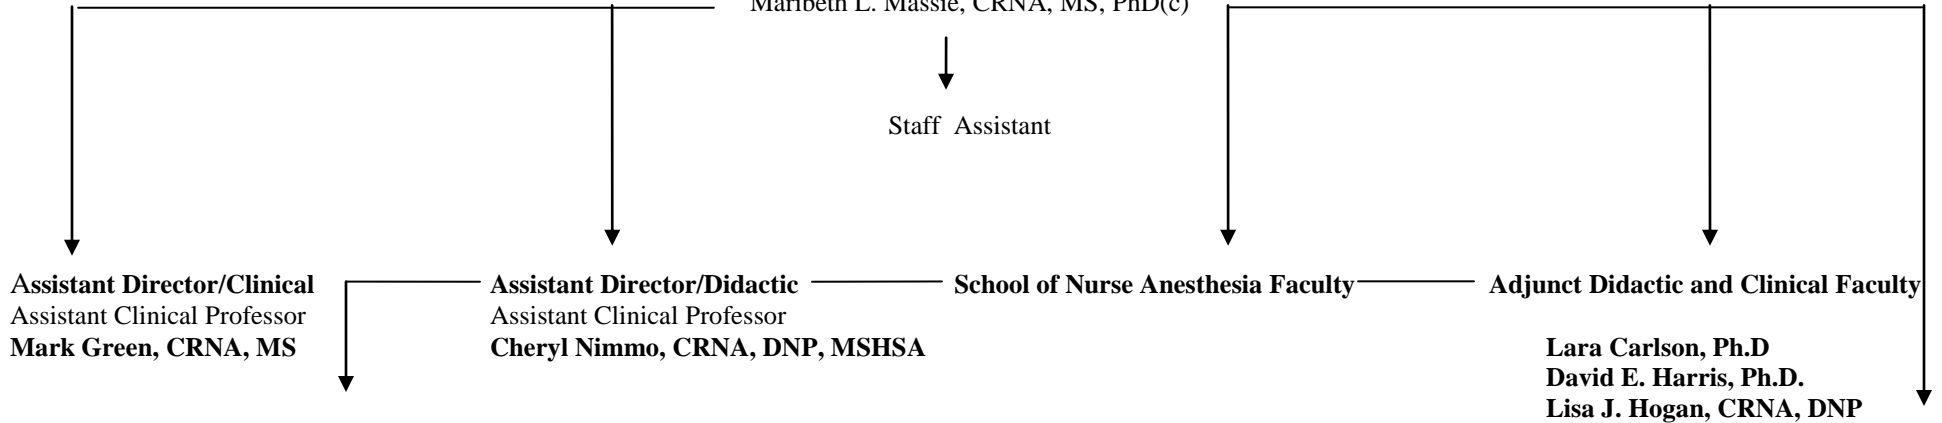 Maribeth L. Massie, CRNA, MS, PhD(c)
Staff Assistant
Assistant Director/Clinical
Assistant Clinical Professor
Mark Green, CRNA, MS
Assistant Director/Didactic
Assistant Clinical Professor
Cheryl Nimmo, CRNA, DNP, MSHSA
School of Nurse Anesthesia Faculty
Adjunct Didactic and Clinical Faculty
Lara Carlson, Ph.D
David E. Harris, Ph.D.
Lisa J. Hogan, CRNA, DNP